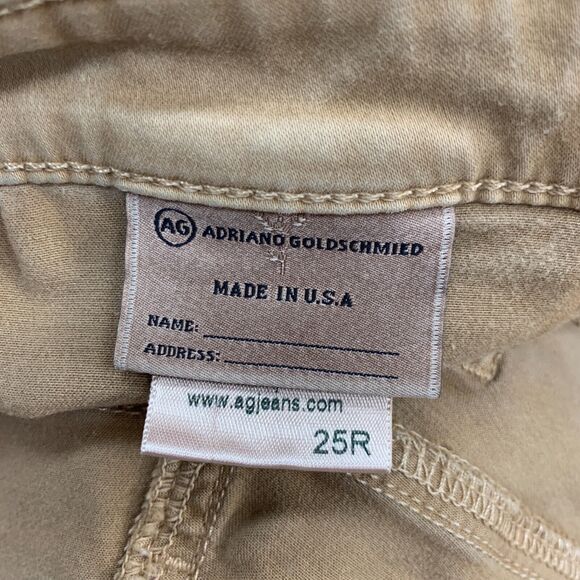 AG ADRIANO GOLDSCHMIED
MADE IN U.S.A
NAME:
ADDRESS:
www.agjeans.com
25R